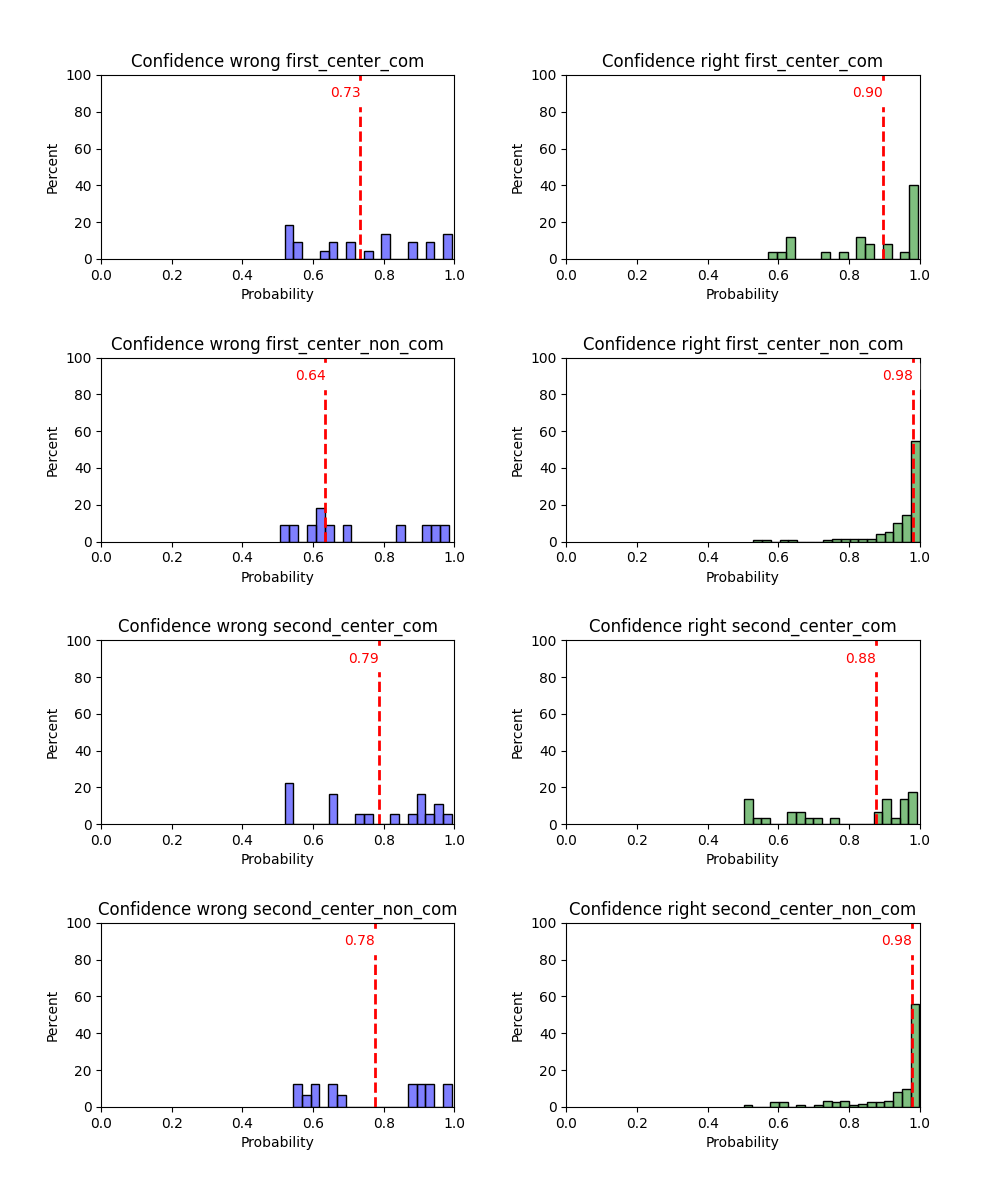 Confidence wrong first_center_com
100
80
60
40
20
0
Percent
0.73
0.0 0.2 0.4 0.6 0.8 1.0
Probability
Confidence right first_center_com
100
80
60
40
20
0
Percent
0.90
0.0 0.2 0.4 0.6 0.8 1.0
Probability
Confidence wrong first_center_non_com
100
80
60
40
20
0
Percent
0.64
0.0 0.2 0.4 0.6 0.8 1.0
Probability
Confidence right first_center_non_com
100
80
60
40
20
0
Percent
0.98
0.0 0.2 0.4 0.6 0.8 1.0
Probability
Confidence wrong second_center_com
100
80
60
40
20
0
Percent
0.79
0.0 0.2 0.4 0.6 0.8 1.0
Probability
Confidence right second_center_com
100
80
60
40
20
0
Percent
0.88
0.0 0.2 0.4 0.6 0.8 1.0
Probability
Confidence wrong second_center_non_com
100
80
60
40
20
0
Percent
0.78
0.0 0.2 0.4 0.6 0.8 1.0
Probability
Confidence right second_center_non_com
100
80
60
40
20
0
Percent
0.98
0.0 0.2 0.4 0.6 0.8 1.0
Probability